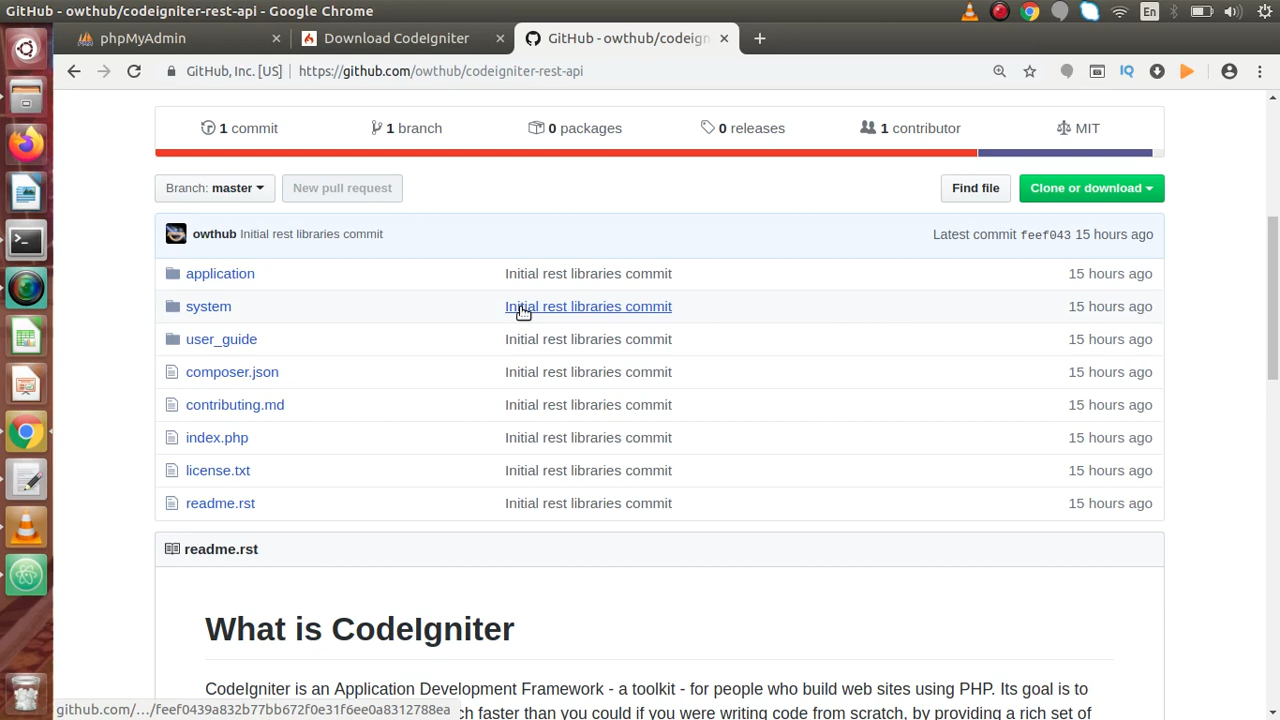 GitHub - owthub/codeigniter-rest-api - Google Chrome
En
phpMyAdmin
Download CodeIgniter
GitHub - owthub/codeign
GitHub, Inc. [US] https://github.com/owthub/codeigniter-rest-api
IQ
1 commit
1 branch
0 packages
0 releases
1 contributor
MIT
Branch: master
New pull request
Find file
Clone or download
owthub Initial rest libraries commit
Latest commit feef043 15 hours ago
application Initial rest libraries commit 15 hours ago
system Initial rest libraries commit 15 hours ago
user_guide Initial rest libraries commit 15 hours ago
composer.json Initial rest libraries commit 15 hours ago
contributing.md Initial rest libraries commit 15 hours ago
index.php Initial rest libraries commit 15 hours ago
license.txt Initial rest libraries commit 15 hours ago
readme.rst Initial rest libraries commit 15 hours ago
readme.rst
What is CodeIgniter
CodeIgniter is an Application Development Framework - a toolkit - for people who build web sites using PHP. Its goal is to
ch faster than you could if you were writing code from scratch, by providing a rich set of
github.com/…/feef0439a832b77bb672f0e31f6ee0a8312788ea